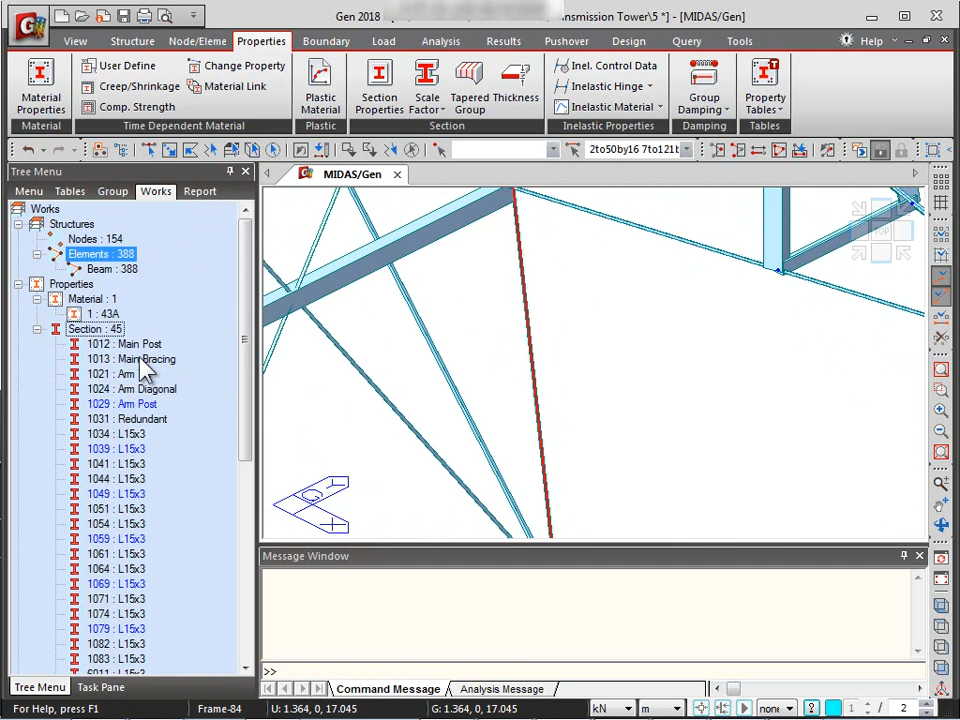 Gen 2018
nsmission Tower\5 *] - [MIDAS/Gen]
View Structure Node/Eleme Properties Boundary Load Analysis Results Pushover Design Query Tools Help
Material Properties
User Define
Creep/Shrinkage
Comp. Strength
Change Property
Material Link
Plastic Material
Section Properties
Scale Factor
Tapered Group
Thickness
Inel. Control Data
Inelastic Hinge
Inelastic Material
Group Damping
Property Tables
Material Time Dependent Material Plastic Section Inelastic Properties Damping Tables
2to50by16 7to121b
Tree Menu
MIDAS/Gen
Menu Tables Group Works Report
Works
Structures
Nodes : 154
Elements : 388
Beam : 388
Properties
Material : 1
1 : 43A
Section : 45
1012 : Main Post
1013 : Main Bracing
1021 : Arm
1024 : Arm Diagonal
1029 : Arm Post
1031 : Redundant
1034 : L15x3
1039 : L15x3
1041 : L15x3
1044 : L15x3
1049 : L15x3
1051 : L15x3
1054 : L15x3
1059 : L15x3
1061 : L15x3
1064 : L15x3
1069 : L15x3
1071 : L15x3
1074 : L15x3
1079 : L15x3
1082 : L15x3
1083 : L15x3
6011 : L15x3
TOP
Message Window
>>
Command Message Analysis Message
Tree Menu Task Pane
For Help, press F1
Frame-84
U: 1.364, 0, 17.045
G: 1.364, 0, 17.045
kN
m
none
1 / 2